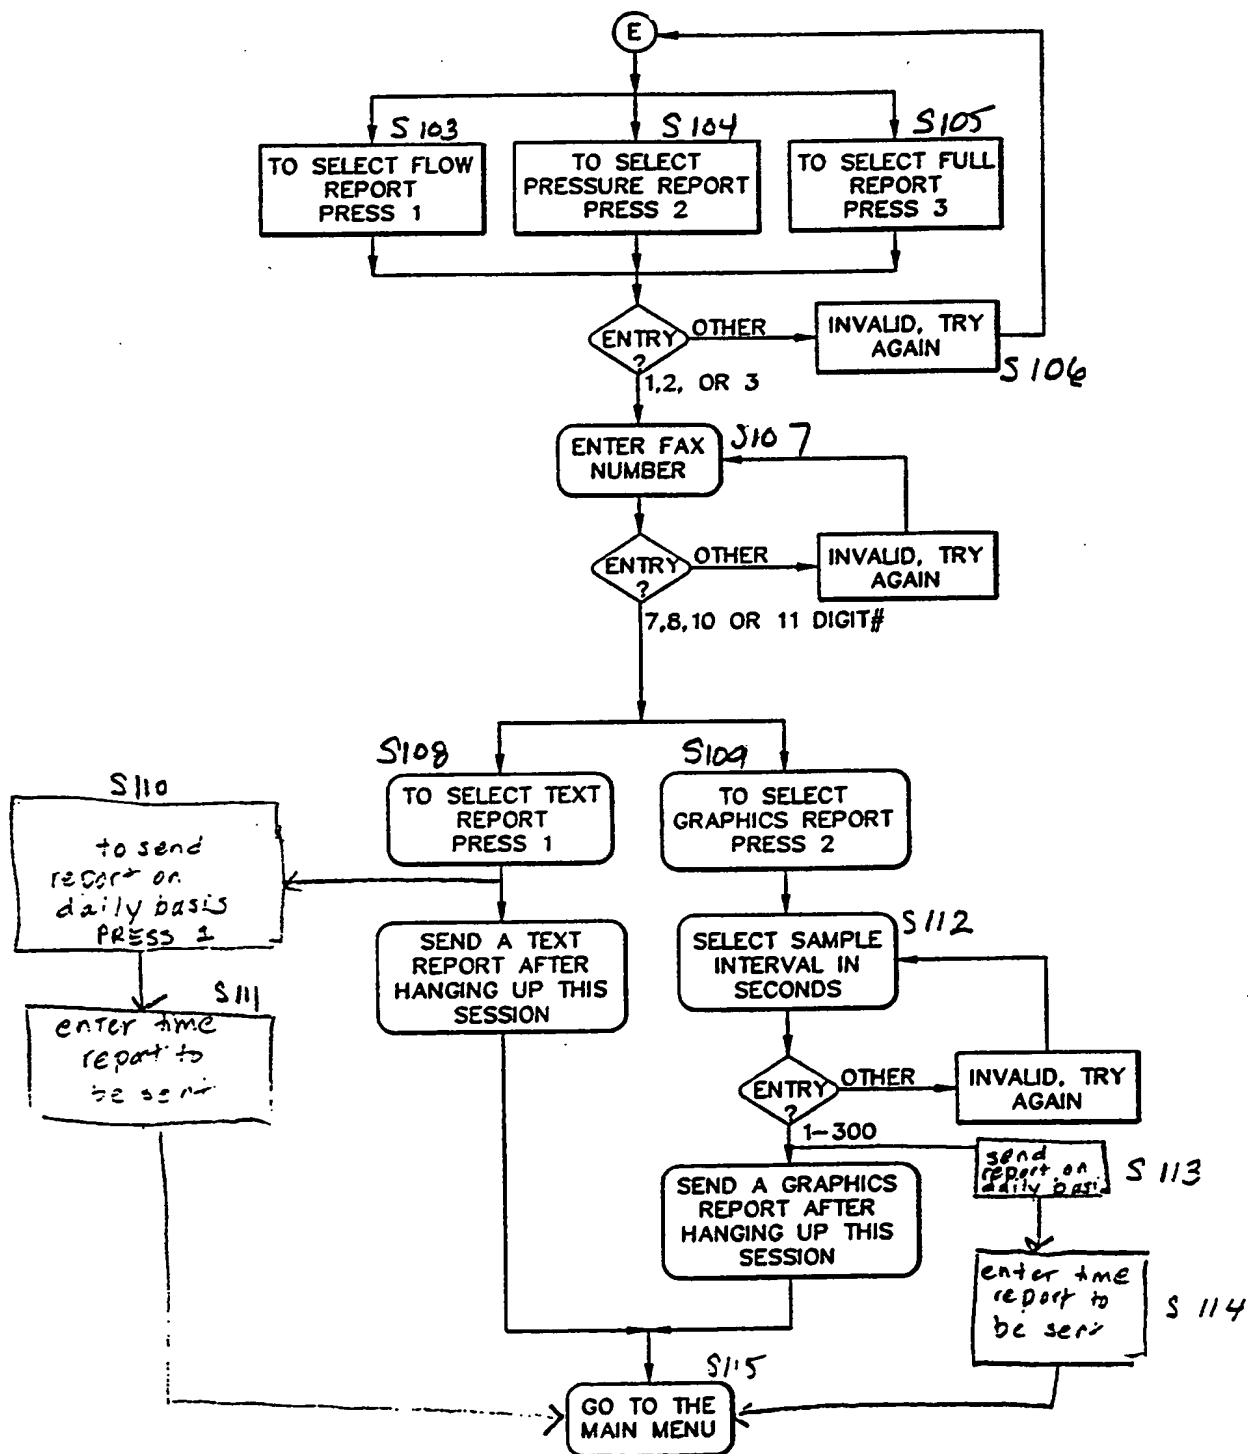 E
S103
TO SELECT FLOW
REPORT
PRESS 1
S104
TO SELECT
PRESSURE REPORT
PRESS 2
S105
TO SELECT FULL
REPORT
PRESS 3
ENTRY
?
OTHER
INVALID, TRY
AGAIN
S106
1,2, OR 3
S107
ENTER FAX
NUMBER
ENTRY
?
OTHER
INVALID, TRY
AGAIN
7,8,10 OR 11 DIGIT#
S108
TO SELECT TEXT
REPORT
PRESS 1
S109
TO SELECT
GRAPHICS REPORT
PRESS 2
S110
to send
report on
daily basis
PRESS 1
SEND A TEXT
REPORT AFTER
HANGING UP THIS
SESSION
S112
SELECT SAMPLE
INTERVAL IN
SECONDS
S111
enter time
report to
be sent
ENTRY
?
OTHER
INVALID, TRY
AGAIN
1-300
send
report on
daily basis
S 113
SEND A GRAPHICS
REPORT AFTER
HANGING UP THIS
SESSION
enter time
report to
be sent
S 114
S115
GO TO THE
MAIN MENU